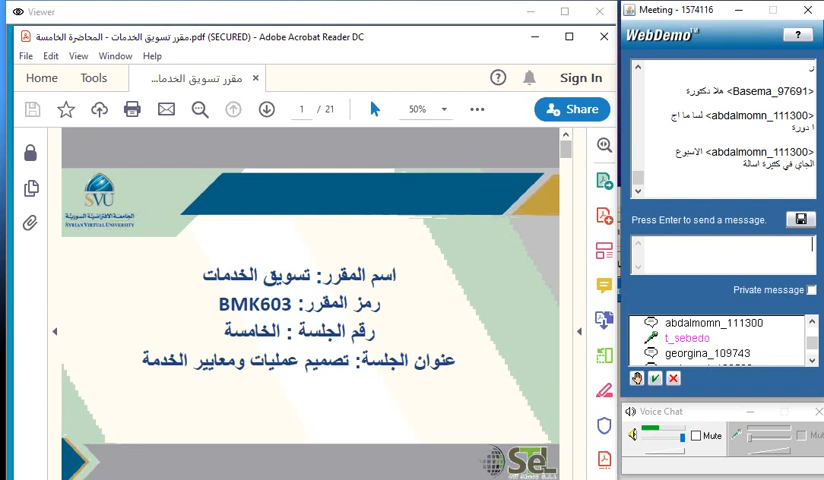 Viewer
مقرر تسويق الخدمات - المحاضرة الخامسة.pdf (SECURED) - Adobe Acrobat Reader DC
File Edit View Window Help
Home Tools
مقرر تسويق الخدما...
Sign In
1 / 21
50%
Share
SVU
الجامعة الافتراضية السورية
SYRIAN VIRTUAL UNIVERSITY
اسم المقرر: تسويق الخدمات
رمز المقرر: BMK603
رقم الجلسة : الخامسة
عنوان الجلسة: تصميم عمليات ومعايير الخدمة
SeL
Meeting - 1574116
WebDemo™
?
ر
<Basema_97691> هلا دكتورة
<abdalmomn_111300> لسا ما اج
ا دورة
<abdalmomn_111300> الاسبوع
الجاي في كتيرة اسالة
Press Enter to send a message.
Private message
abdalmomn_111300
t_sebedo
georgina_109743
Voice Chat
Mute
Mute